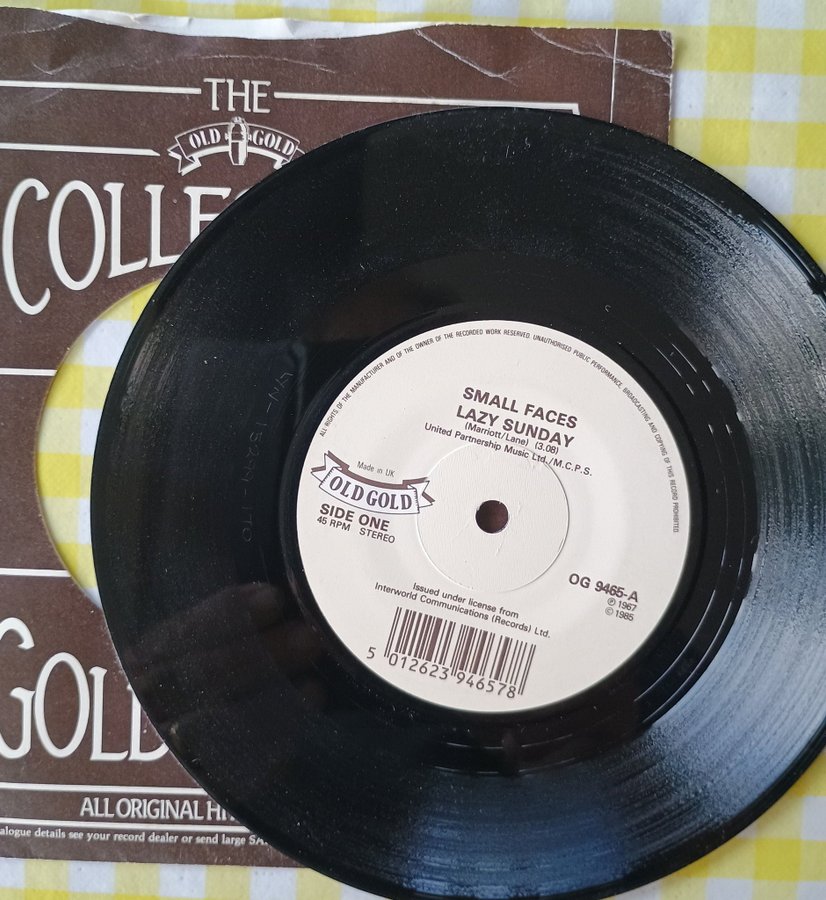 THE
OLD GOLD
COLLE
GOLD
ALL ORIGINAL HI
alogue details see your record dealer or send large SA
ALL RIGHTS OF THE MANUFACTURER AND OF THE OWNER OF THE RECORDED WORK RESERVED. UNAUTHORISED PUBLIC PERFORMANCE, BROADCASTING AND COPYING OF THIS RECORD PROHIBITED
SMALL FACES
LAZY SUNDAY
(Marriott/Lane) (3.08)
United Partnership Music Ltd./M.C.P.S.
Made in UK
OLD GOLD
SIDE ONE
45 RPM STEREO
OG 9465-A
℗ 1967
© 1985
Issued under license from
Interworld Communications (Records) Ltd.
5 012623 946578